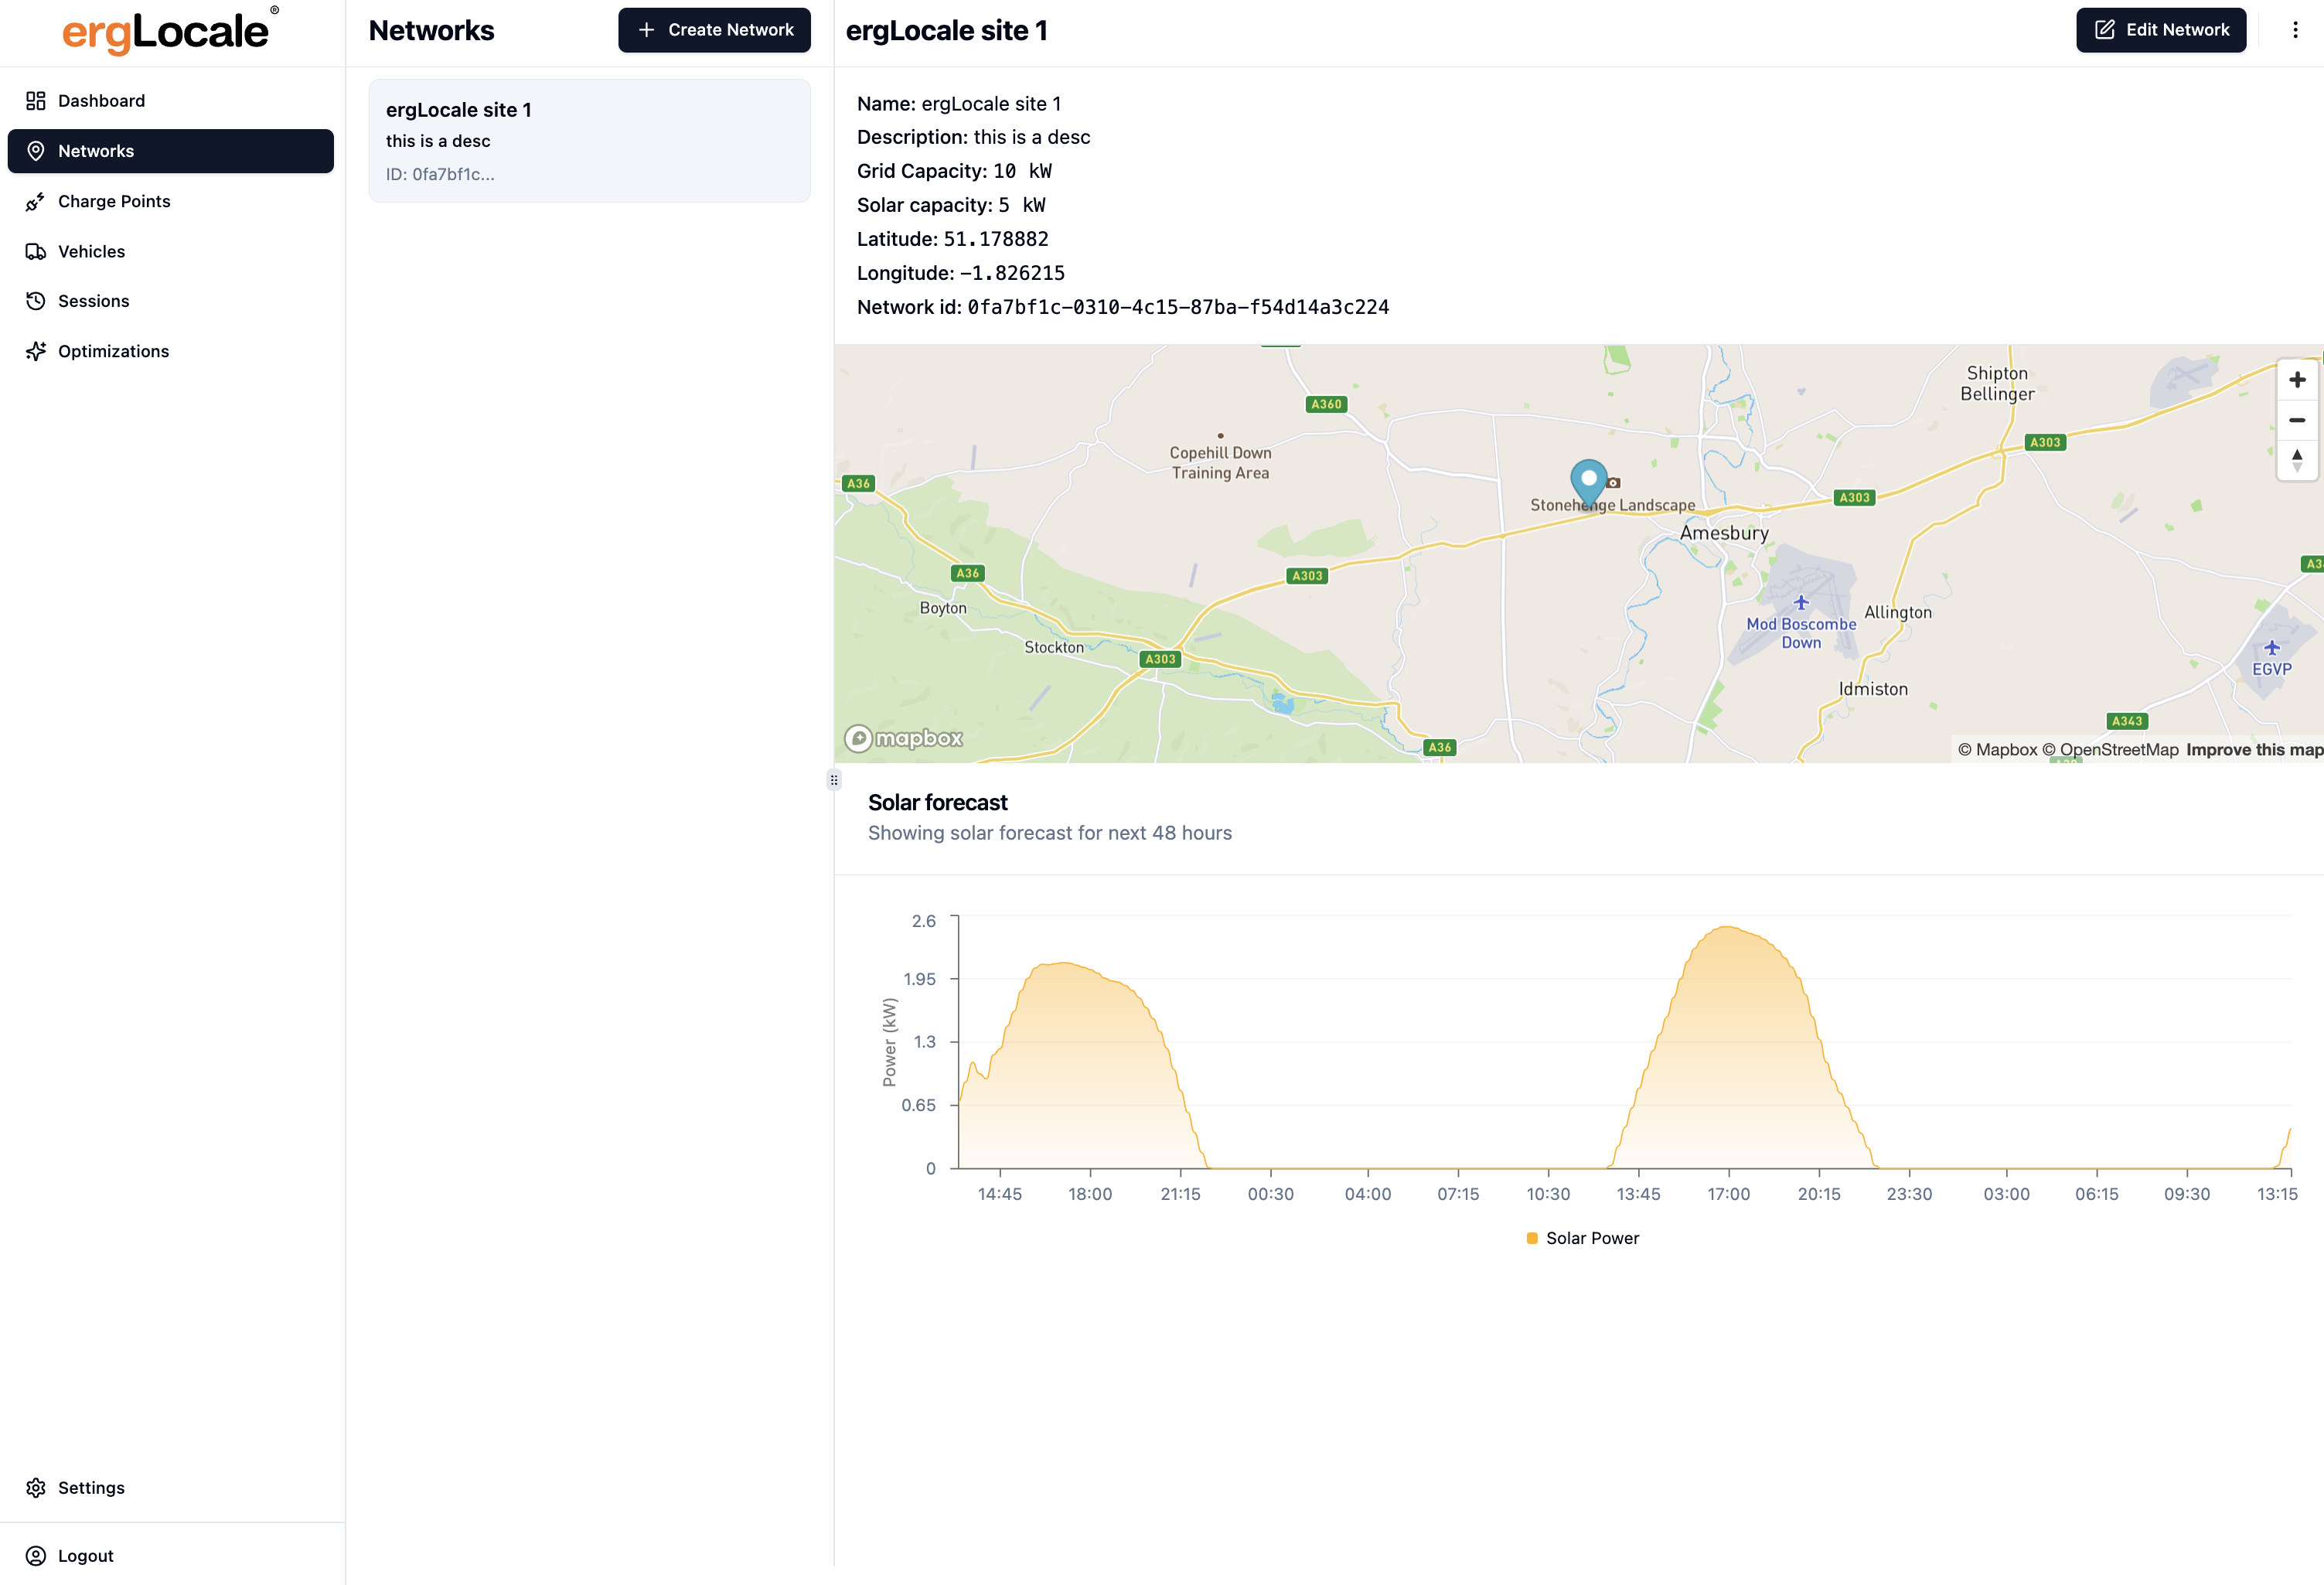 ergLocale®
Dashboard
Networks
Charge Points
Vehicles
Sessions
Optimizations
Settings
Logout
Networks
Create Network
ergLocale site 1
this is a desc
ID: 0fa7bf1c...
ergLocale site 1
Edit Network
Name: ergLocale site 1
Description: this is a desc
Grid Capacity: 10 kW
Solar capacity: 5 kW
Latitude: 51.178882
Longitude: -1.826215
Network id: 0fa7bf1c-0310-4c15-87ba-f54d14a3c224
Shipton
Bellinger
A360
A303
Copehill Down
Training Area
A36
Stonehenge Landscape
A303
Amesbury
A36
A303
Boyton
Mod Boscombe
Down
Allington
Stockton
A303
EGVP
Idmiston
A343
mapbox
A36
© Mapbox © OpenStreetMap Improve this map
Solar forecast
Showing solar forecast for next 48 hours
Power (kW)
2.6
1.95
1.3
0.65
0
14:45 18:00 21:15 00:30 04:00 07:15 10:30 13:45 17:00 20:15 23:30 03:00 06:15 09:30 13:15
Solar Power